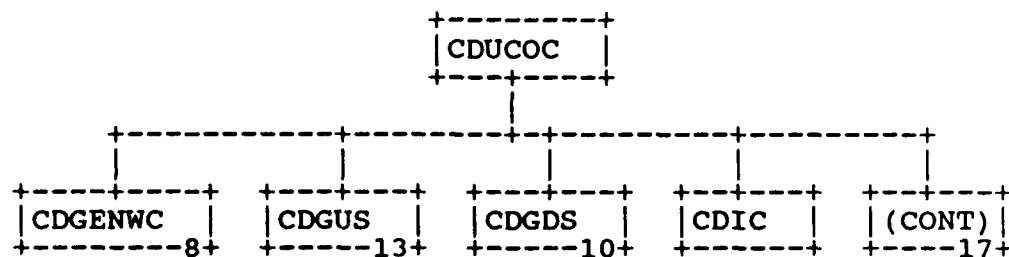 CDUCOC
CDGENWC CDGUS CDGDS CDIC (CONT)
8 13 10 17